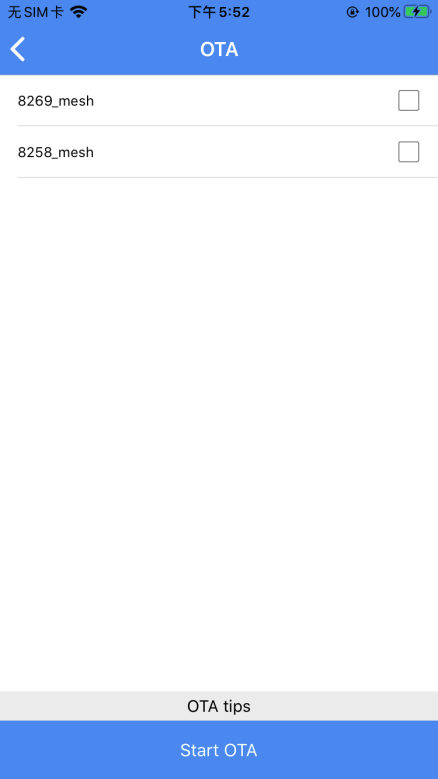 无SIM卡 下午5:52 100%
OTA
8269_mesh
8258_mesh
OTA tips
Start OTA